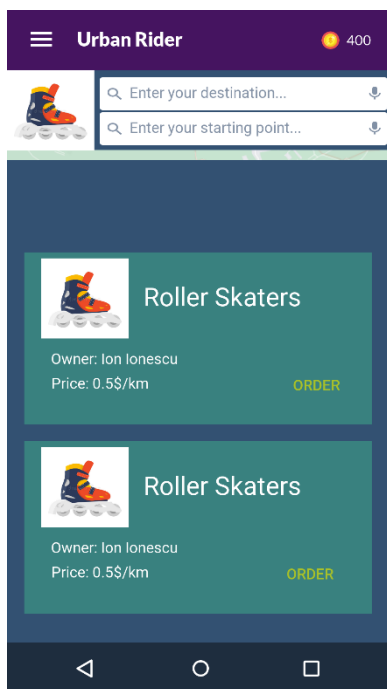 Urban Rider
400
Enter your destination...
Enter your starting point...
Roller Skaters
Owner: Ion Ionescu
Price: 0.5$/km
ORDER
Roller Skaters
Owner: Ion Ionescu
Price: 0.5$/km
ORDER